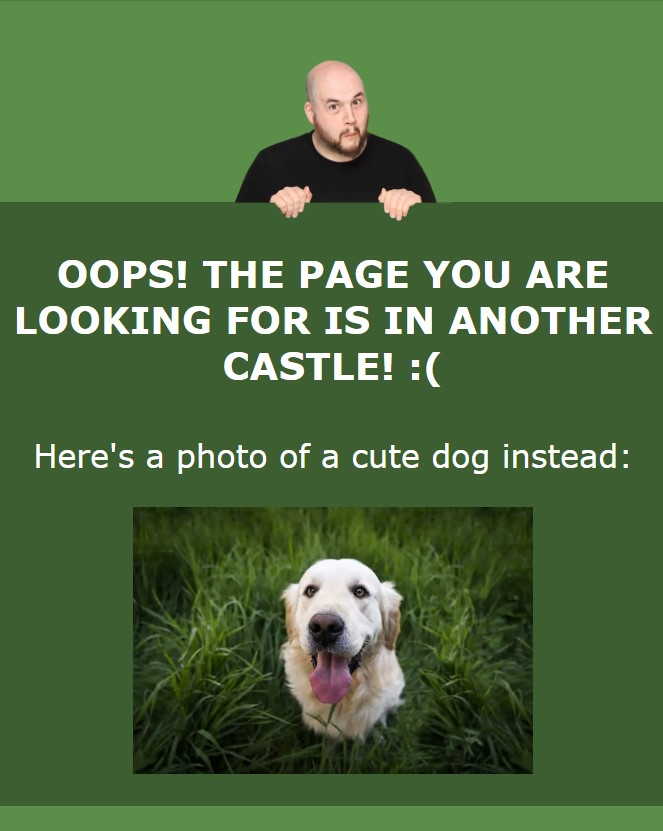 OOPS! THE PAGE YOU ARE
LOOKING FOR IS IN ANOTHER
CASTLE! :(
Here's a photo of a cute dog instead: